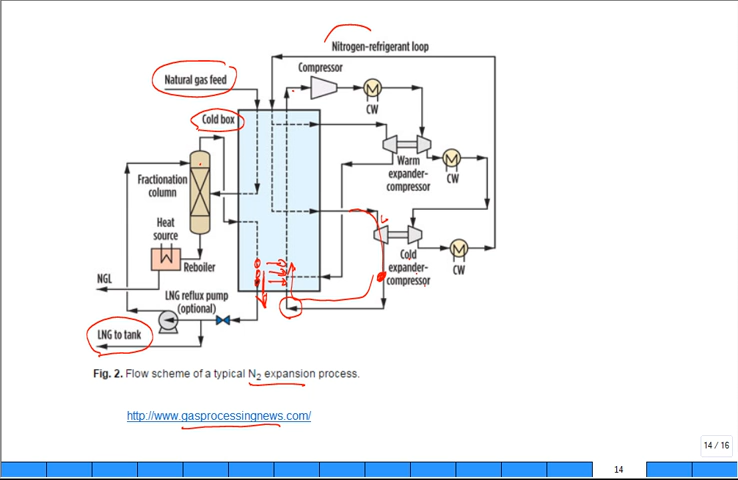 Nitrogen-refrigerant loop
Compressor
Natural gas feed
CW
Cold box
Warm
expander-
compressor
CW
Fractionation
column
Heat
source
Cold
expander-
compressor
CW
Reboiler
NGL
LNG reflux pump
(optional)
LNG to tank
Fig. 2. Flow scheme of a typical N₂ expansion process.
http://www.gasprocessingnews.com/
14 / 16
14